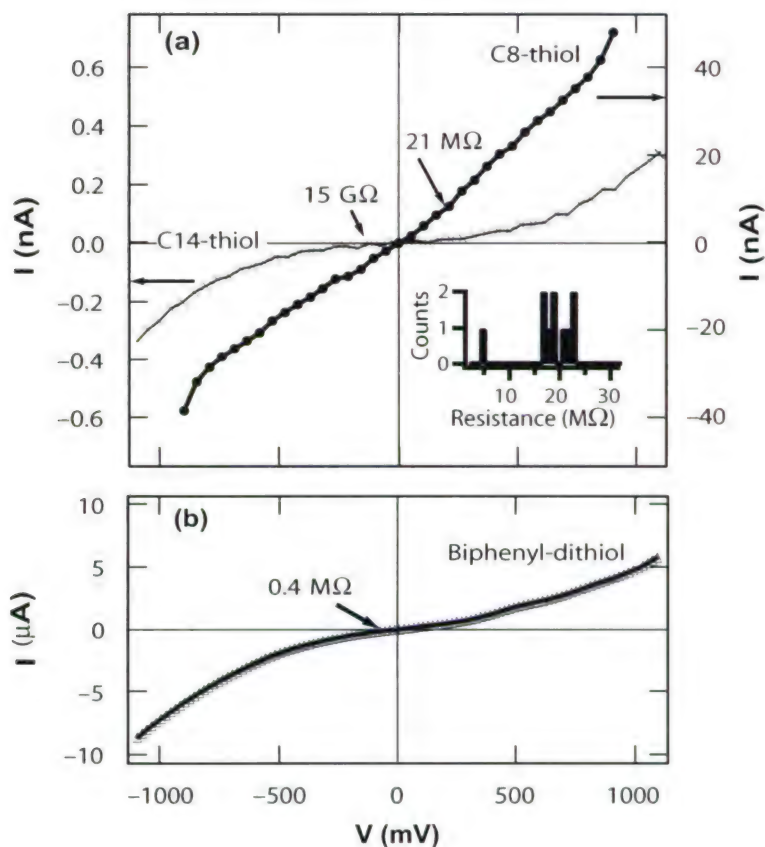 (a)
C8-thiol
21 MΩ
15 GΩ
C14-thiol
I (nA)
0.6
0.4
0.2
0.0
−0.2
−0.4
−0.6
40
20
0
−20
−40
I (nA)
Counts
2
1
0
10 20 30
Resistance (MΩ)
(b)
Biphenyl-dithiol
0.4 MΩ
I (µA)
10
5
0
−5
−10
−1000 −500 0 500 1000
V (mV)